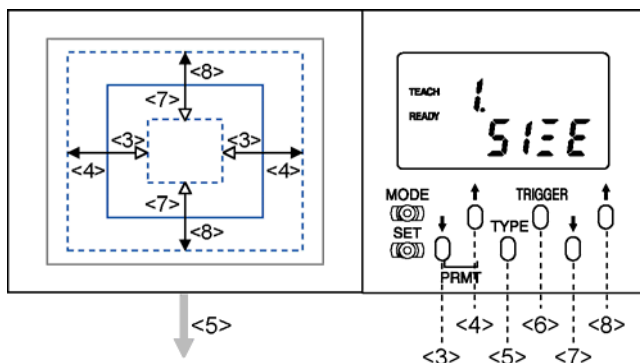 <8>
<7>
<3> <3>
<4> <4>
<7>
<8>
<5>
TEACH
READY
1.
SIZE
MODE
TRIGGER
SET
TYPE
PRMT
<4> <6> <8>
<3> <5> <7>